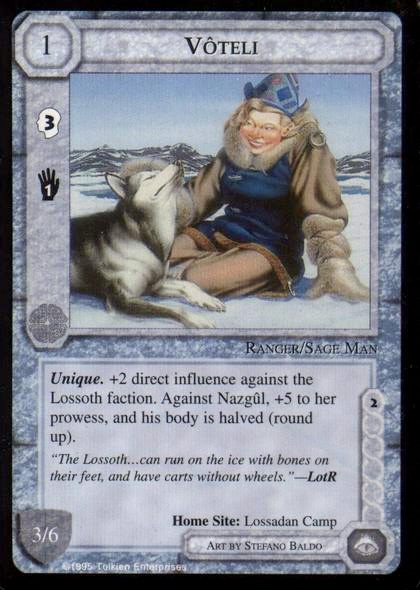 1
VÔTELI
3
1
RANGER/SAGE MAN
Unique. +2 direct influence against the
Lossoth faction. Against Nazgûl, +5 to her
prowess, and his body is halved (round
up).
2
"The Lossoth...can run on the ice with bones on
their feet, and have carts without wheels."—LotR
Home Site: Lossadan Camp
3/6
ART BY STEFANO BALDO
©1995 Tolkien Enterprises